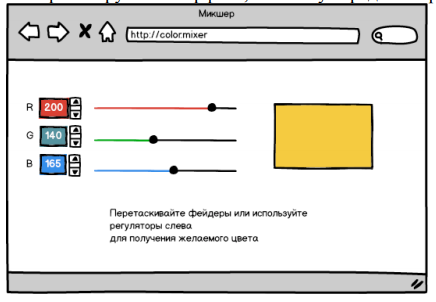 Микшер
http://colormixer
R 200
G 140
B 165
Перетаскивайте фейдеры или используйте
регуляторы слева
для получения желаемого цвета